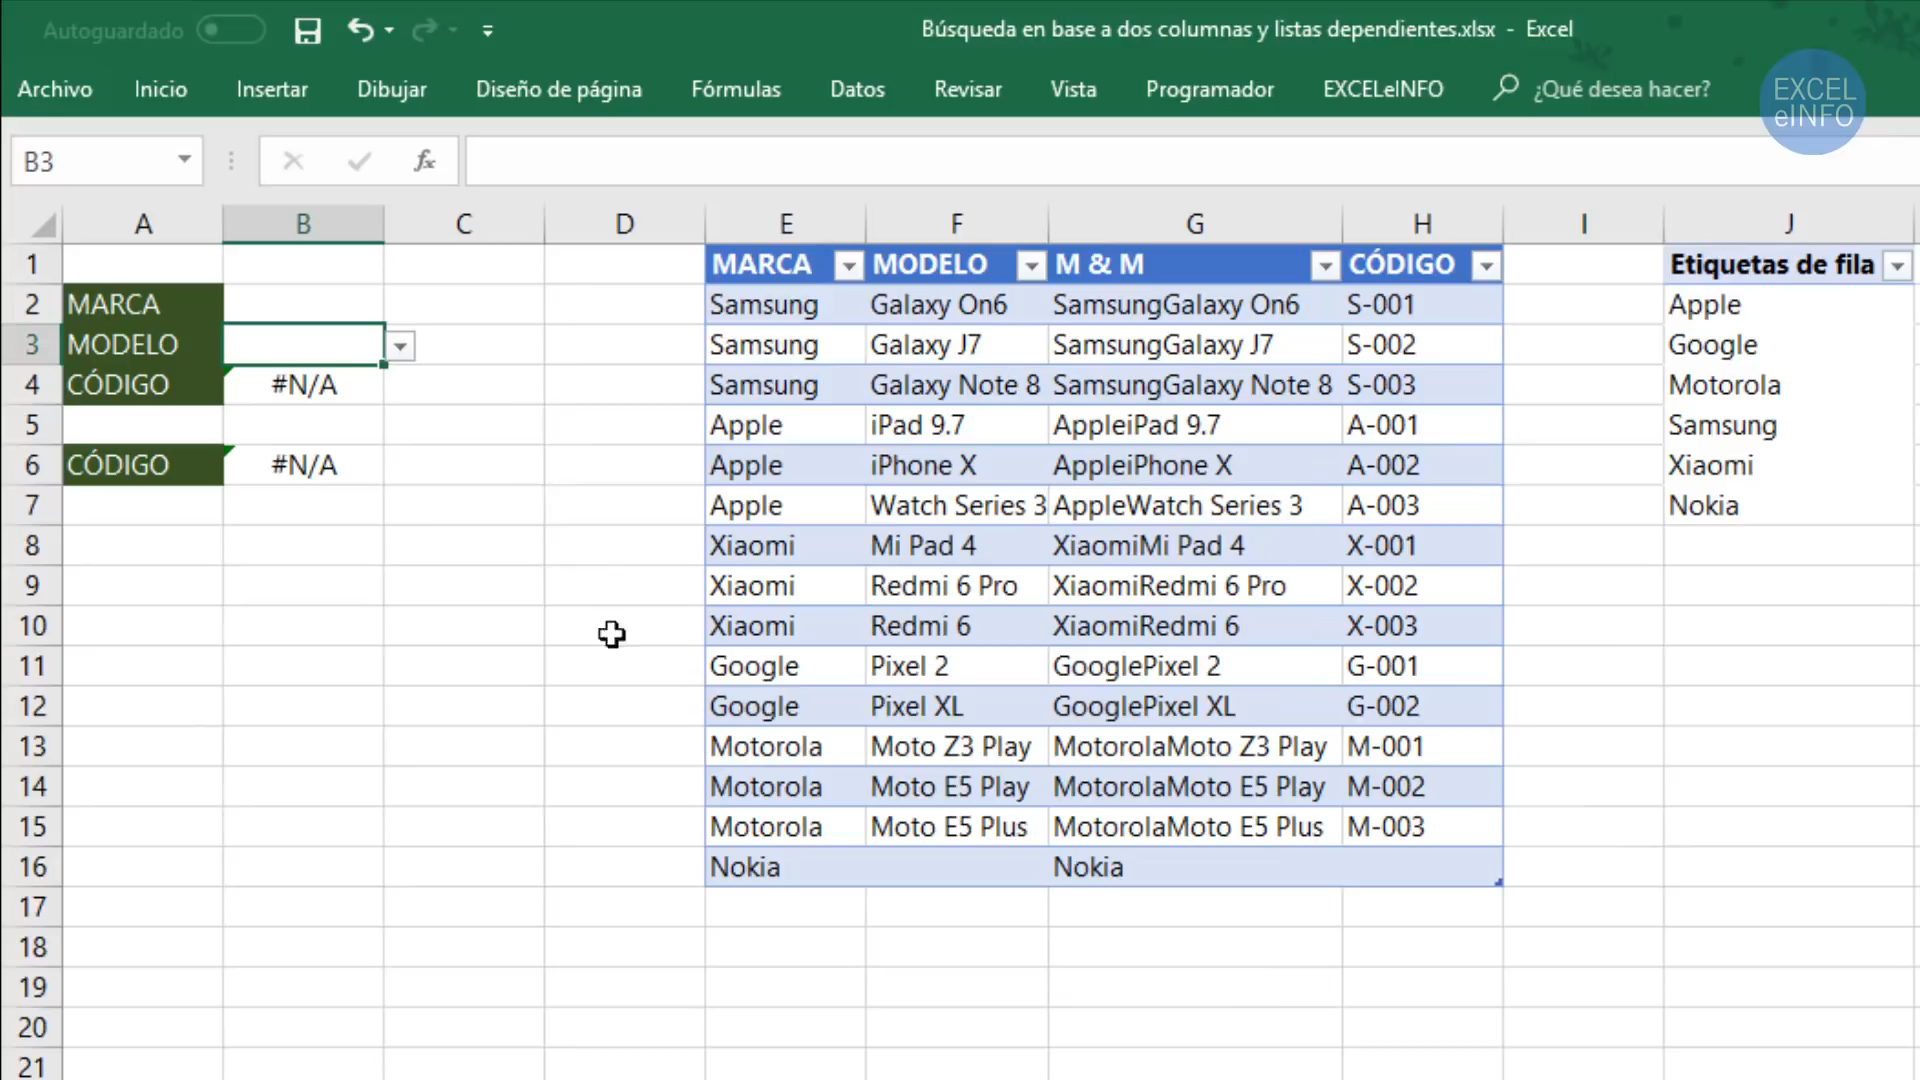 Autoguardado
Búsqueda en base a dos columnas y listas dependientes.xlsx - Excel
Archivo Inicio Insertar Dibujar Diseño de página Fórmulas Datos Revisar Vista Programador EXCELeINFO ¿Qué desea hacer?
EXCEL
eINFO
B3 fx
A B C D E F G H I J
1 MARCA MODELO M & M CÓDIGO Etiquetas de fila
2 MARCA Samsung Galaxy On6 SamsungGalaxy On6 S-001 Apple
3 MODELO Samsung Galaxy J7 SamsungGalaxy J7 S-002 Google
4 CÓDIGO #N/A Samsung Galaxy Note 8 SamsungGalaxy Note 8 S-003 Motorola
5 Apple iPad 9.7 AppleiPad 9.7 A-001 Samsung
6 CÓDIGO #N/A Apple iPhone X AppleiPhone X A-002 Xiaomi
7 Apple Watch Series 3 AppleWatch Series 3 A-003 Nokia
8 Xiaomi Mi Pad 4 XiaomiMi Pad 4 X-001
9 Xiaomi Redmi 6 Pro XiaomiRedmi 6 Pro X-002
10 Xiaomi Redmi 6 XiaomiRedmi 6 X-003
11 Google Pixel 2 GooglePixel 2 G-001
12 Google Pixel XL GooglePixel XL G-002
13 Motorola Moto Z3 Play MotorolaMoto Z3 Play M-001
14 Motorola Moto E5 Play MotorolaMoto E5 Play M-002
15 Motorola Moto E5 Plus MotorolaMoto E5 Plus M-003
16 Nokia Nokia
17
18
19
20
21